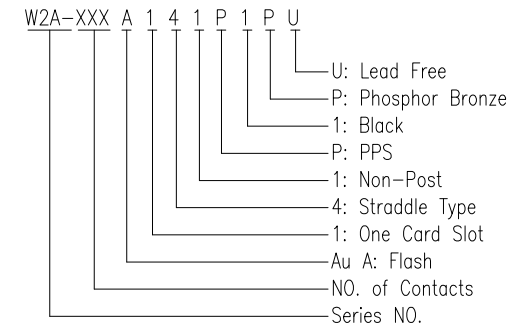 W2A-XXX A 1 4 1 P 1 P U
U: Lead Free
P: Phosphor Bronze
1: Black
P: PPS
1: Non-Post
4: Straddle Type
1: One Card Slot
Au A: Flash
NO. of Contacts
Series NO.